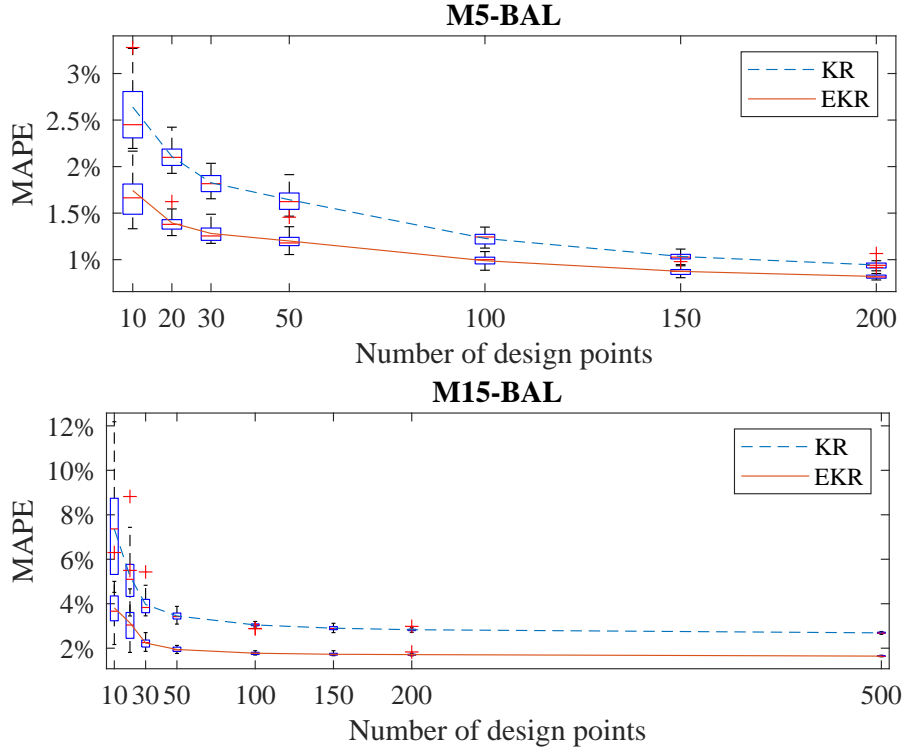 M5-BAL
3%
2.5%
2%
1.5%
1%
MAPE
KR
EKR
10 20 30 50 100 150 200
Number of design points
M15-BAL
12%
10%
8%
6%
4%
2%
MAPE
KR
EKR
10 30 50 100 150 200 500
Number of design points